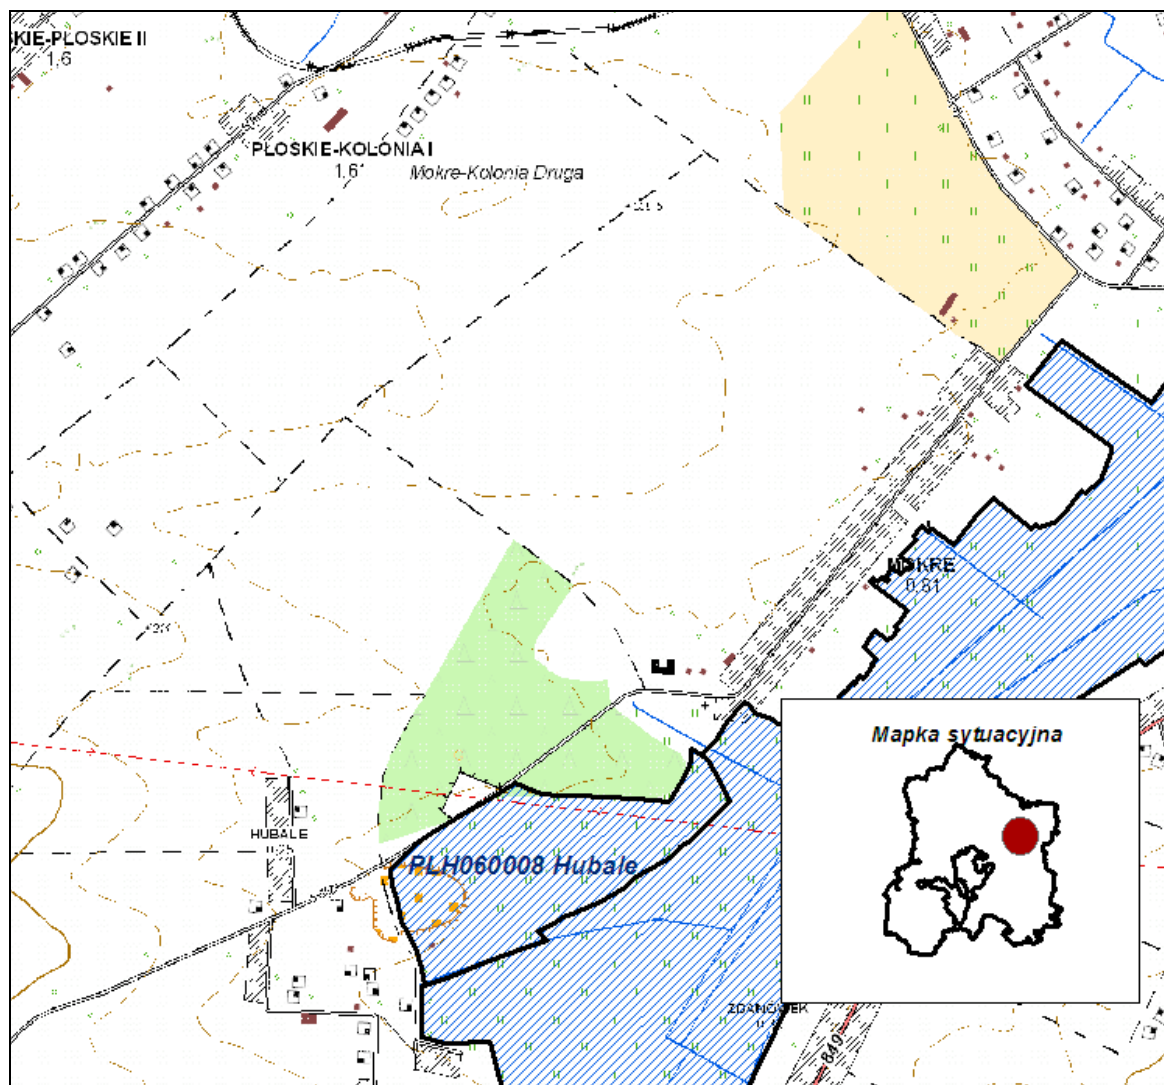 SKIE-PŁOSKIE II
1,6
PŁOSKIE-KOLONIA I
1,61
Mokre-Kolonia Druga
MOKRE
0,81
Mapka sytuacyjna
HUBALE
PLH060008 Hubale
ŻDANÓWEK
849